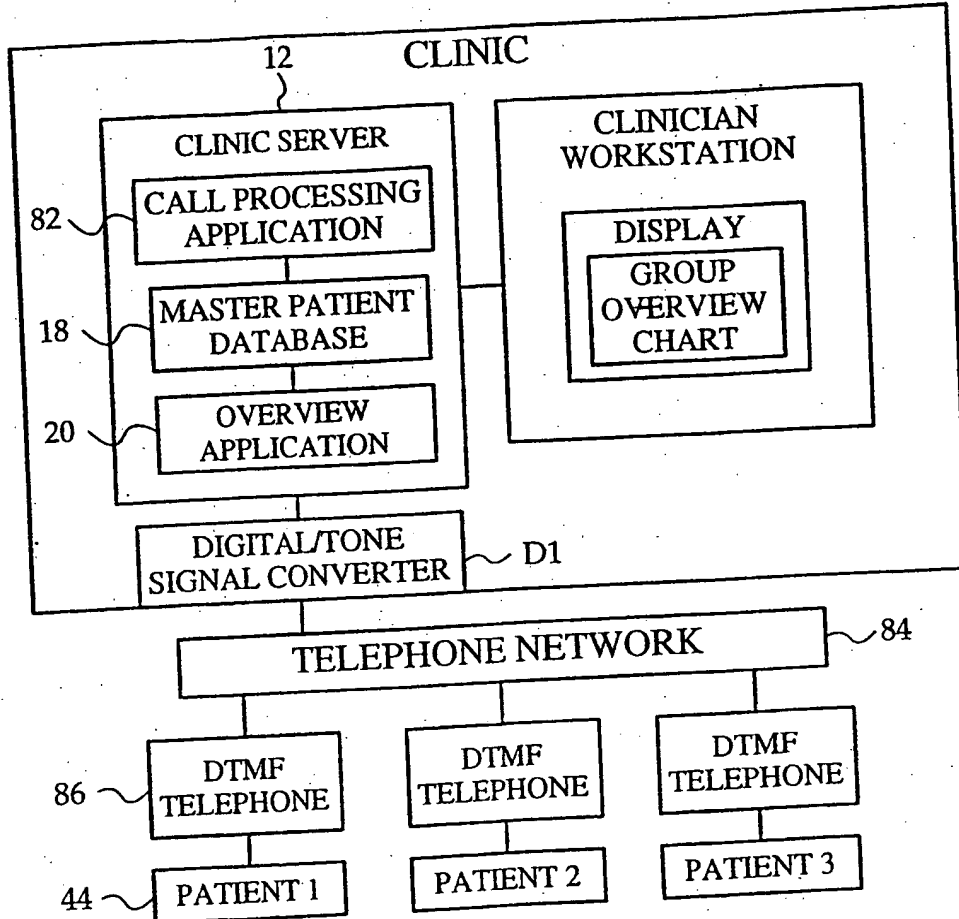 CLINIC
12
CLINIC SERVER
82
CALL PROCESSING
APPLICATION
18
MASTER PATIENT
DATABASE
20
OVERVIEW
APPLICATION
CLINICIAN
WORKSTATION
DISPLAY
GROUP
OVERVIEW
CHART
DIGITAL/TONE
SIGNAL CONVERTER
D1
TELEPHONE NETWORK
84
86
DTMF
TELEPHONE
DTMF
TELEPHONE
DTMF
TELEPHONE
44
PATIENT 1
PATIENT 2
PATIENT 3